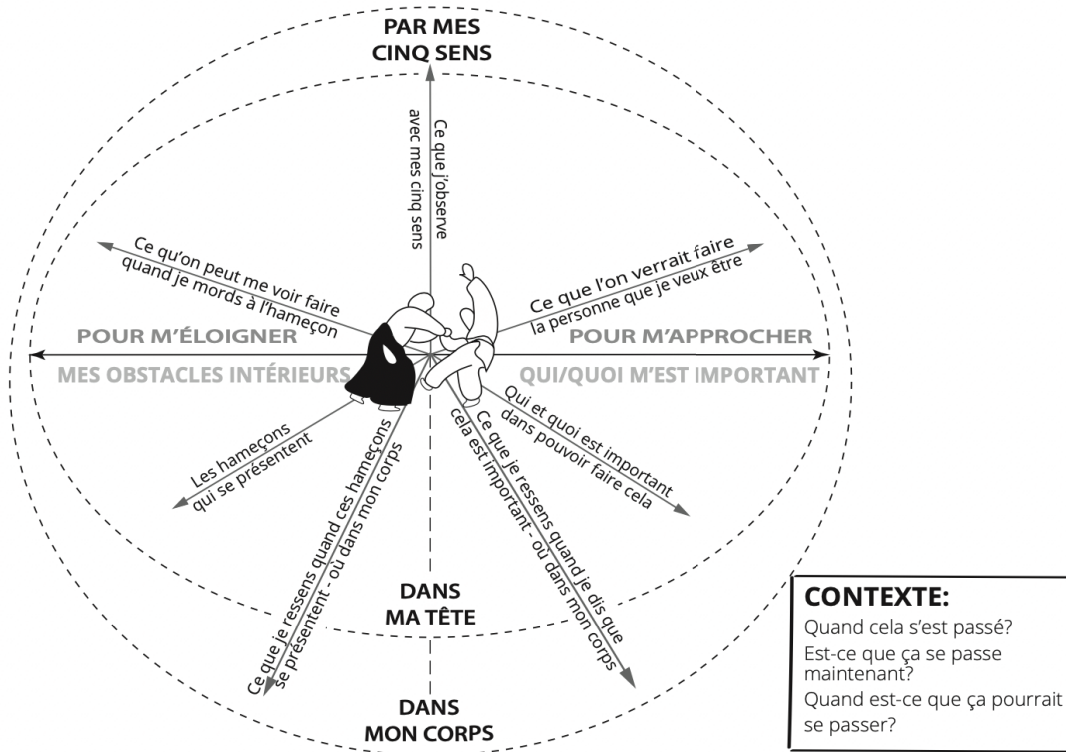 PAR MES
CINQ SENS
Ce que j'observe
avec mes cinq sens
Ce qu'on peut me voir faire
quand je mords à l'hameçon
Ce que l'on verrait faire
la personne que je veux être
POUR M'ÉLOIGNER
POUR M'APPROCHER
MES OBSTACLES INTÉRIEURS
QUI/QUOI M'EST IMPORTANT
Les hameçons
qui se présentent
Ce que je ressens quand ces hameçons
se présentent - où dans mon corps
Ce que je ressens quand je dis que
cela est important - où dans mon corps
Qui et quoi est important
dans pouvoir faire cela
DANS
MA TÊTE
DANS
MON CORPS
CONTEXTE:
Quand cela s'est passé?
Est-ce que ça se passe
maintenant?
Quand est-ce que ça pourrait
se passer?